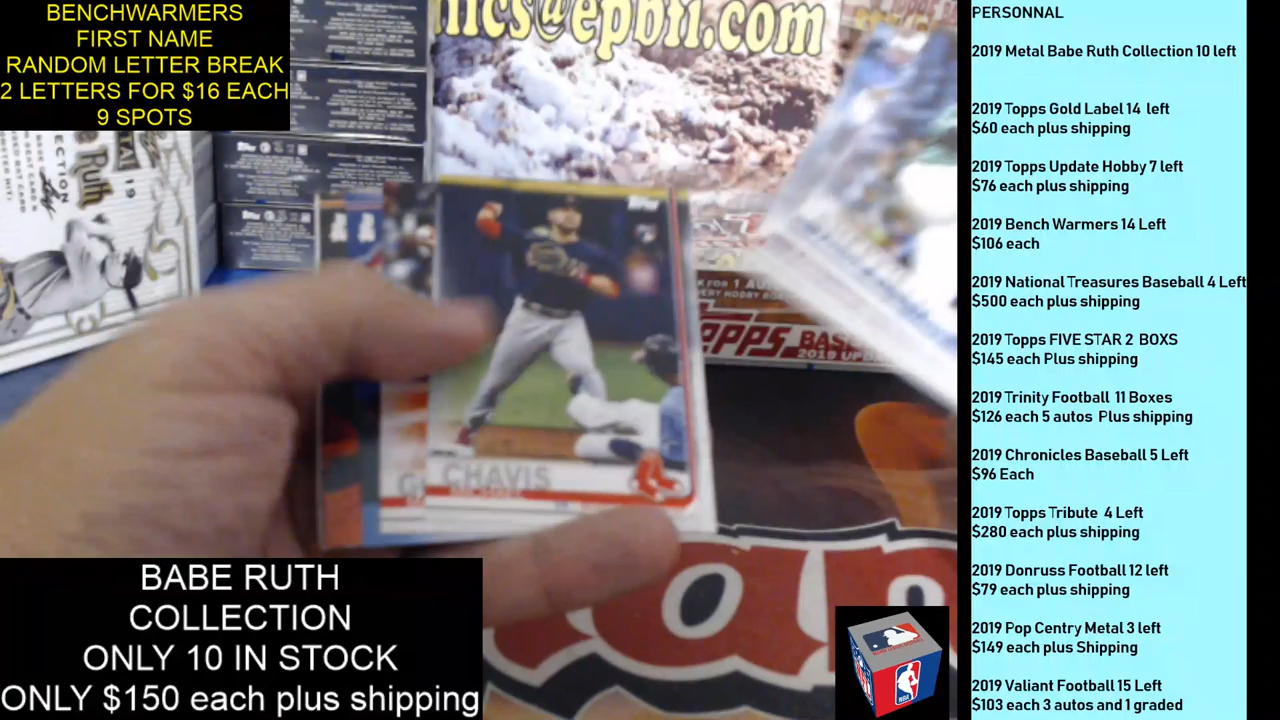 BENCHWARMERS
FIRST NAME
RANDOM LETTER BREAK
2 LETTERS FOR $16 EACH
9 SPOTS
nics@epbti.com
CHAVIS
BABE RUTH
COLLECTION
ONLY 10 IN STOCK
ONLY $150 each plus shipping
PERSONNAL
2019 Metal Babe Ruth Collection 10 left
2019 Topps Gold Label 14 left
$60 each plus shipping
2019 Topps Update Hobby 7 left
$76 each plus shipping
2019 Bench Warmers 14 Left
$106 each
2019 National Treasures Baseball 4 Left
$500 each plus shipping
2019 Topps FIVE STAR 2 BOXS
$145 each Plus shipping
2019 Trinity Football 11 Boxes
$126 each 5 autos Plus shipping
2019 Chronicles Baseball 5 Left
$96 Each
2019 Topps Tribute 4 Left
$280 each plus shipping
2019 Donruss Football 12 left
$79 each plus shipping
2019 Pop Centry Metal 3 left
$149 each plus Shipping
2019 Valiant Football 15 Left
$103 each 3 autos and 1 graded